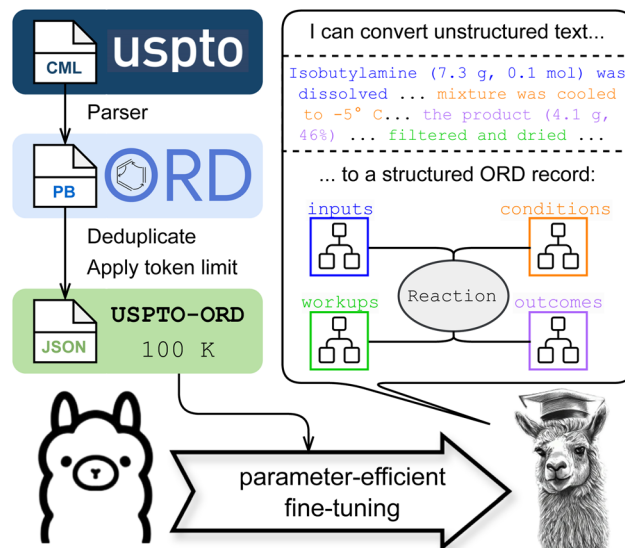 CML
uspto
Parser
PB
ORD
Deduplicate
Apply token limit
JSON
USPTO-ORD
100 K
I can convert unstructured text...
Isobutylamine (7.3 g, 0.1 mol) was
dissolved ... mixture was cooled
to -5° C... the product (4.1 g,
46%) ... filtered and dried ...
... to a structured ORD record:
inputs
conditions
Reaction
workups
outcomes
parameter-efficient
fine-tuning